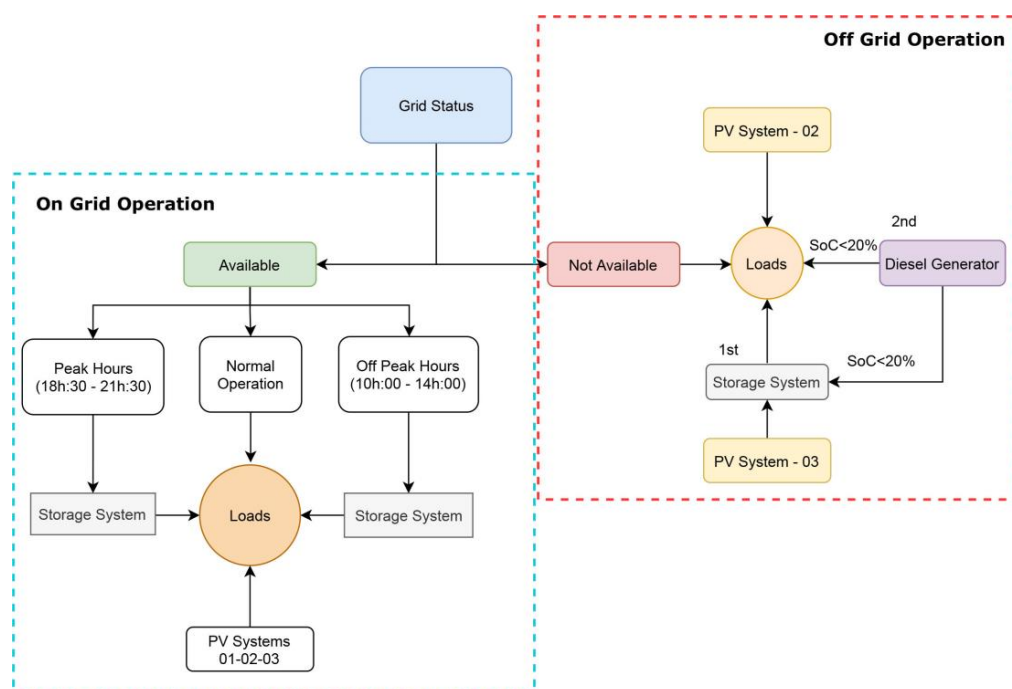 Off Grid Operation
Grid Status
PV System - 02
On Grid Operation
2nd
SoC<20%
Available
Not Available
Loads
Diesel Generator
Peak Hours
(18h:30 - 21h:30)
Normal
Operation
Off Peak Hours
(10h:00 - 14h:00)
1st
SoC<20%
Storage System
PV System - 03
Storage System
Loads
Storage System
PV Systems
01-02-03